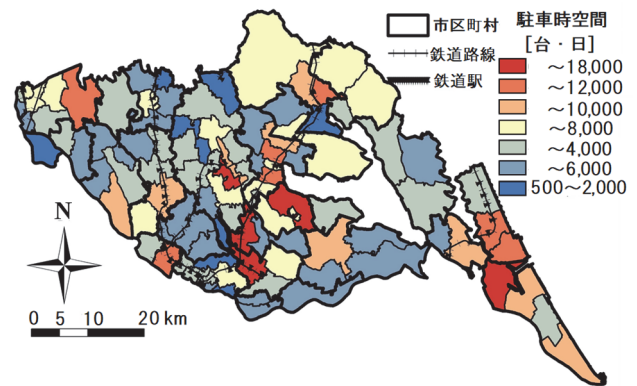 市区町村
鉄道路線
鉄道駅
駐車時空間
[台・日]
～18,000
～12,000
～10,000
～8,000
～4,000
～6,000
500～2,000
N
0 5 10 20 km